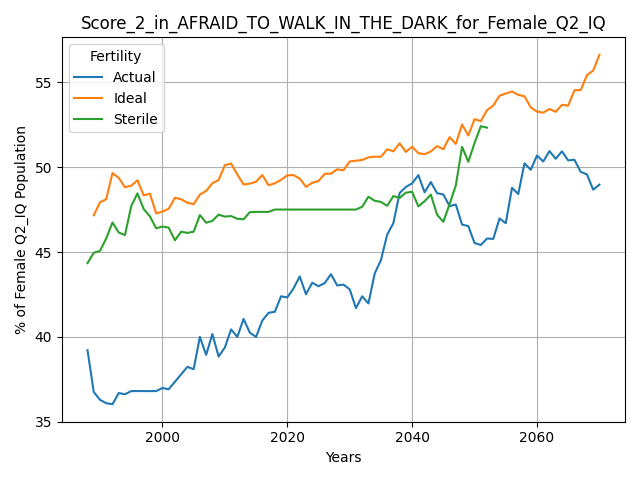 Score_2_in_AFRAID_TO_WALK_IN_THE_DARK_for_Female_Q2_IQ
Fertility
Actual
Ideal
Sterile
% of Female Q2_IQ Population
55
50
45
40
35
2000
2020
2040
2060
Years